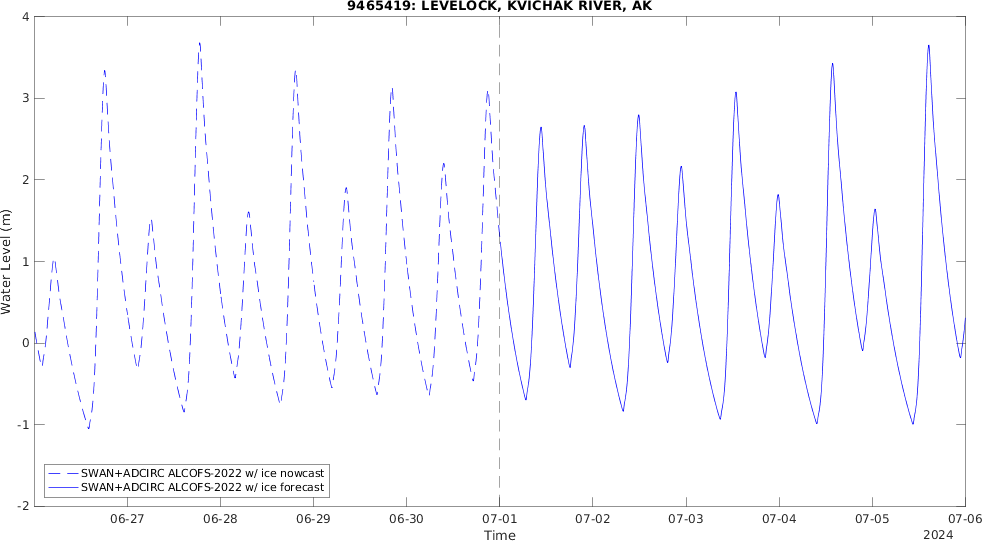 9465419: LEVELOCK, KVICHAK RIVER, AK
4
3
2
1
0
-1
-2
Water Level (m)
SWAN+ADCIRC ALCOFS-2022 w/ ice nowcast
SWAN+ADCIRC ALCOFS-2022 w/ ice forecast
06-27 06-28 06-29 06-30 07-01 07-02 07-03 07-04 07-05 07-06
Time
2024